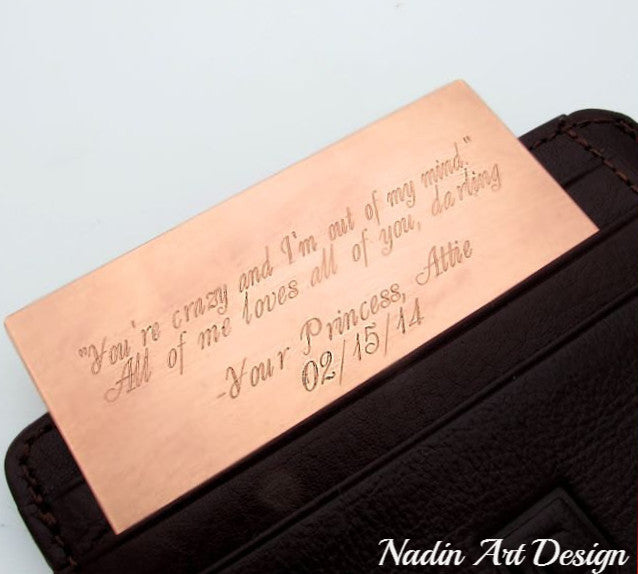 "You're crazy and I'm out of my mind."
All of me loves all of you, darling
-Your Princess, Attie
02/15/14
Nadin Art Design